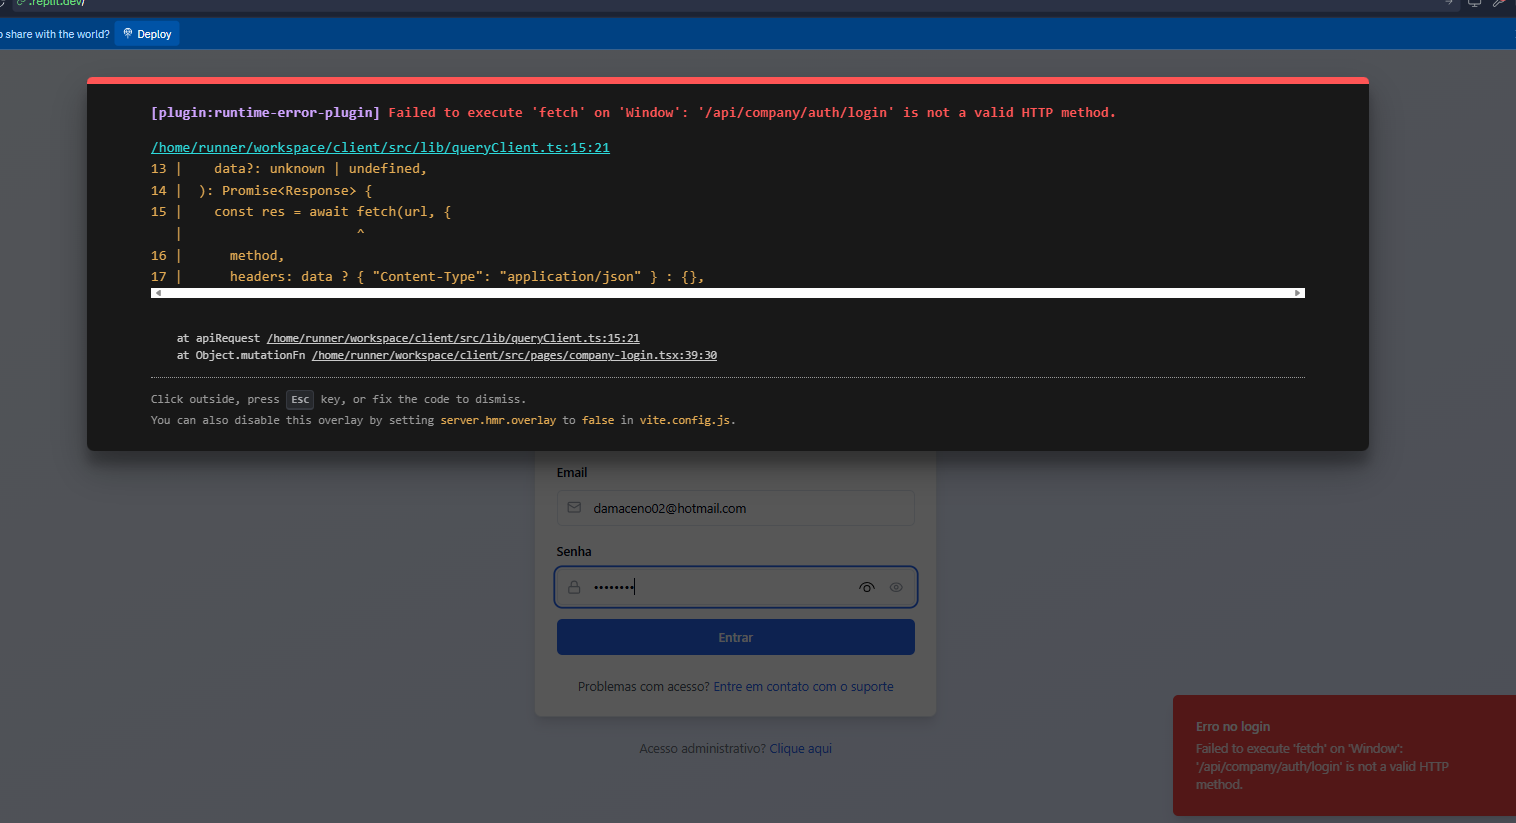 .replit.dev/
o share with the world? Deploy
[plugin:runtime-error-plugin] Failed to execute 'fetch' on 'Window': '/api/company/auth/login' is not a valid HTTP method.
/home/runner/workspace/client/src/lib/queryClient.ts:15:21
13 |    data?: unknown | undefined,
14 |  ): Promise<Response> {
15 |    const res = await fetch(url, {
   |                      ^
16 |      method,
17 |      headers: data ? { "Content-Type": "application/json" } : {},
at apiRequest /home/runner/workspace/client/src/lib/queryClient.ts:15:21
at Object.mutationFn /home/runner/workspace/client/src/pages/company-login.tsx:39:30
Click outside, press Esc key, or fix the code to dismiss.
You can also disable this overlay by setting server.hmr.overlay to false in vite.config.js.
Email
damaceno02@hotmail.com
Senha
••••••••
Entrar
Problemas com acesso? Entre em contato com o suporte
Acesso administrativo? Clique aqui
Erro no login
Failed to execute 'fetch' on 'Window':
'/api/company/auth/login' is not a valid HTTP
method.